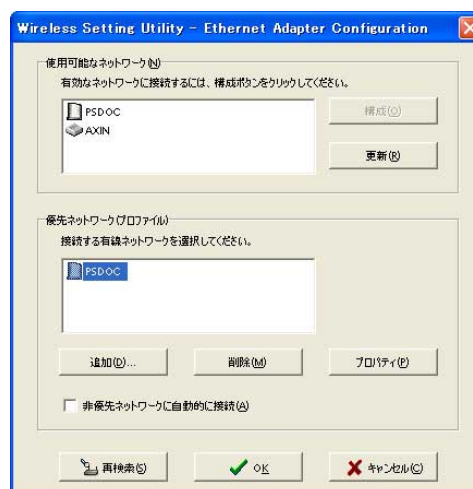 Wireless Setting Utility - Ethernet Adapter Configuration
使用可能なネットワーク(N)
有効なネットワークに接続するには、構成ボタンをクリックしてください。
PSDOC
AXIN
構成(O)
更新(R)
優先ネットワーク(プロファイル)
接続する有線ネットワークを選択してください。
PSDOC
追加(D)...
削除(M)
プロパティ(P)
非優先ネットワークに自動的に接続(A)
再検索(S)
OK
キャンセル(C)